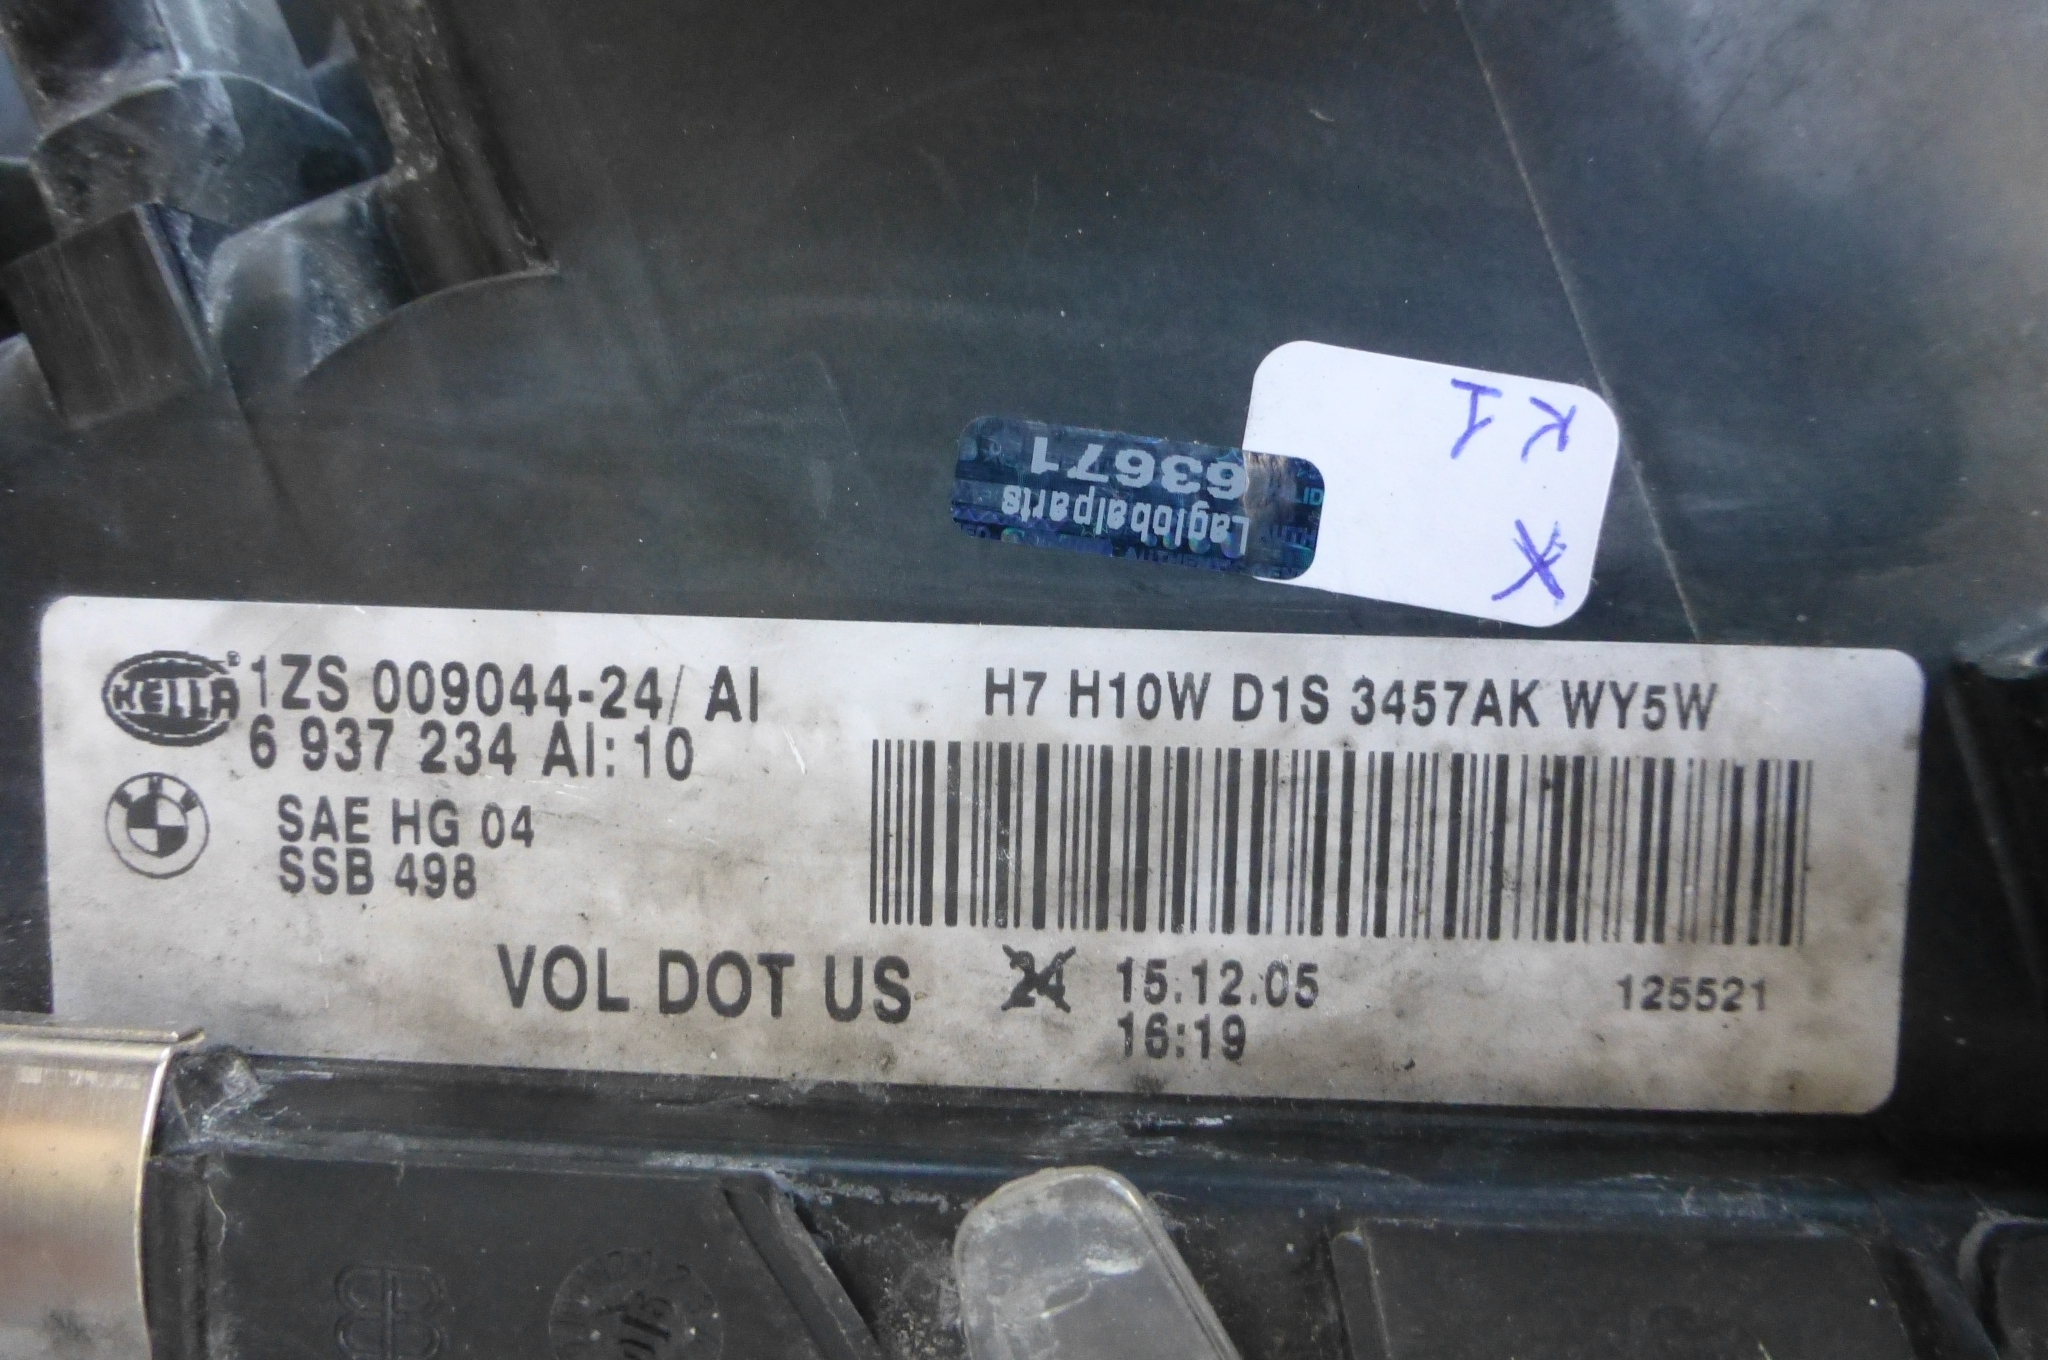 K1
X
63671
Laglobalparts
HELLA
1ZS 009044-24/ AI
6 937 234 AI:10
SAE HG 04
SSB 498
H7 H10W D1S 3457AK WY5W
VOL DOT US
24
15.12.05
16:19
125521